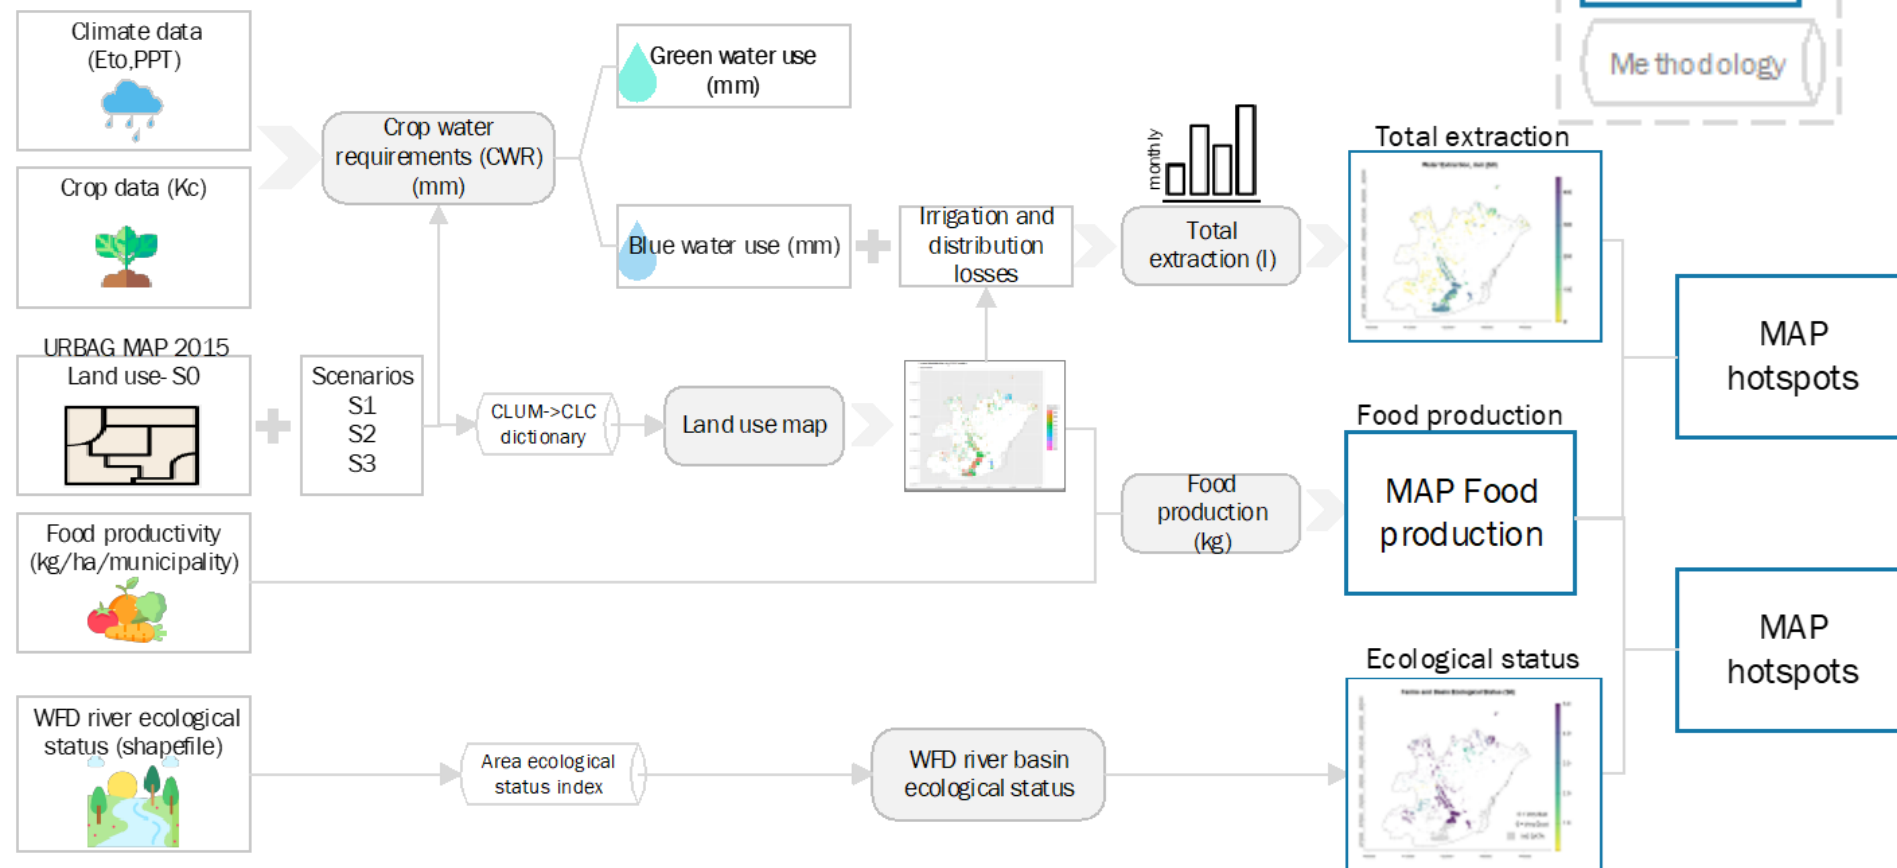 Climate data
(Eto,PPT)
Crop data (Kc)
URBAG MAP 2015
Land use- S0
Food productivity
(kg/ha/municipality)
WFD river ecological
status (shapefile)
Scenarios
S1
S2
S3
Crop water
requirements (CWR)
(mm)
CLUM->CLC
dictionary
Area ecological
status index
Green water use
(mm)
Blue water use (mm)
Land use map
Irrigation and
distribution
losses
WFD river basin
ecological status
monthly
Total
extraction (l)
Food
production
(kg)
Methodology
Total extraction
Food production
MAP Food
production
Ecological status
MAP
hotspots
MAP
hotspots